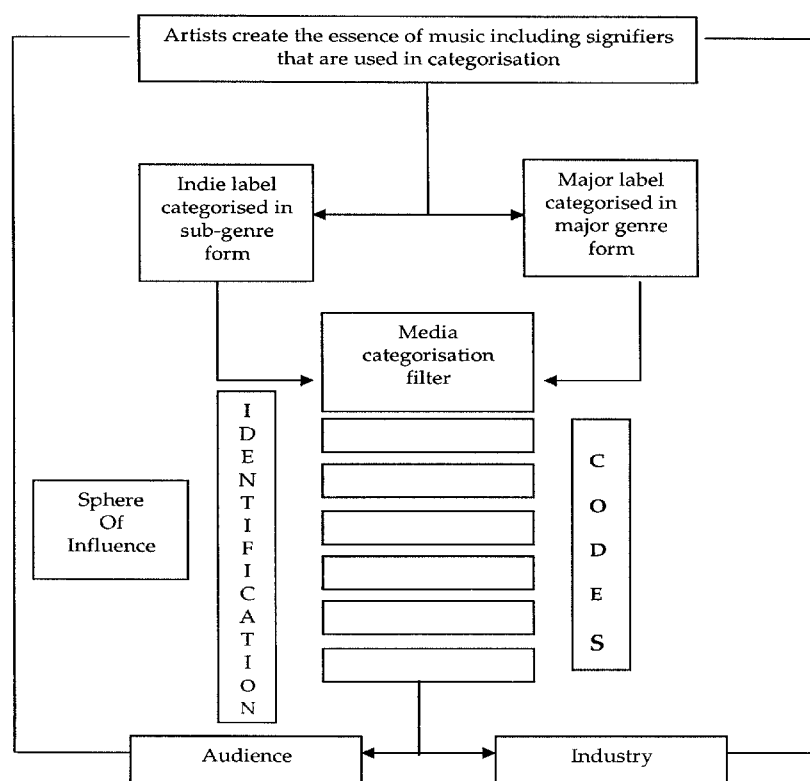 Artists create the essence of music including signifiers
that are used in categorisation
Indie label
categorised in
sub-genre
form
Major label
categorised in
major genre
form
Media
categorisation
filter
I
D
E
N
T
I
F
I
C
A
T
I
O
N
C
O
D
E
S
Sphere
Of
Influence
Audience
Industry